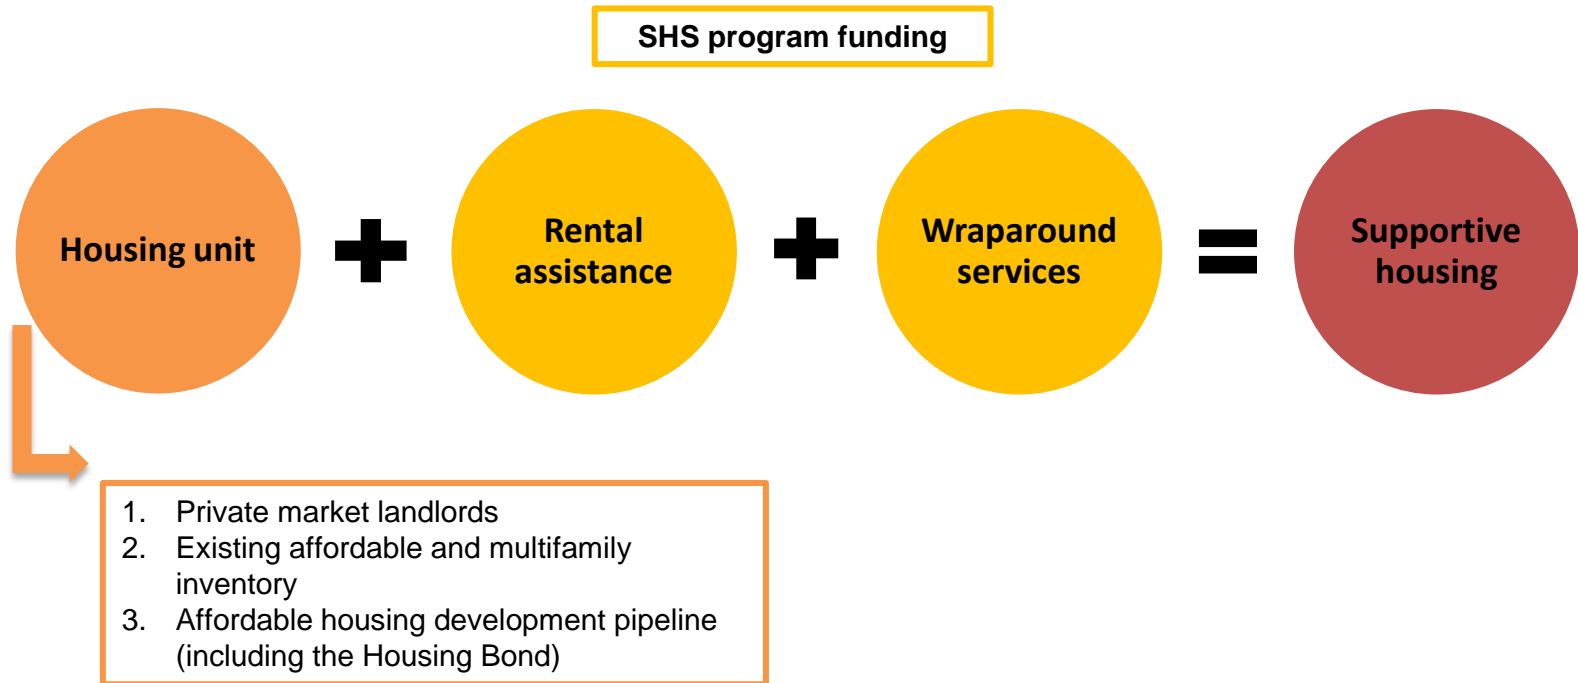 SHS program funding
Housing unit
Rental
assistance
Wraparound
services
Supportive
housing
1. Private market landlords
2. Existing affordable and multifamily
inventory
3. Affordable housing development pipeline
(including the Housing Bond)